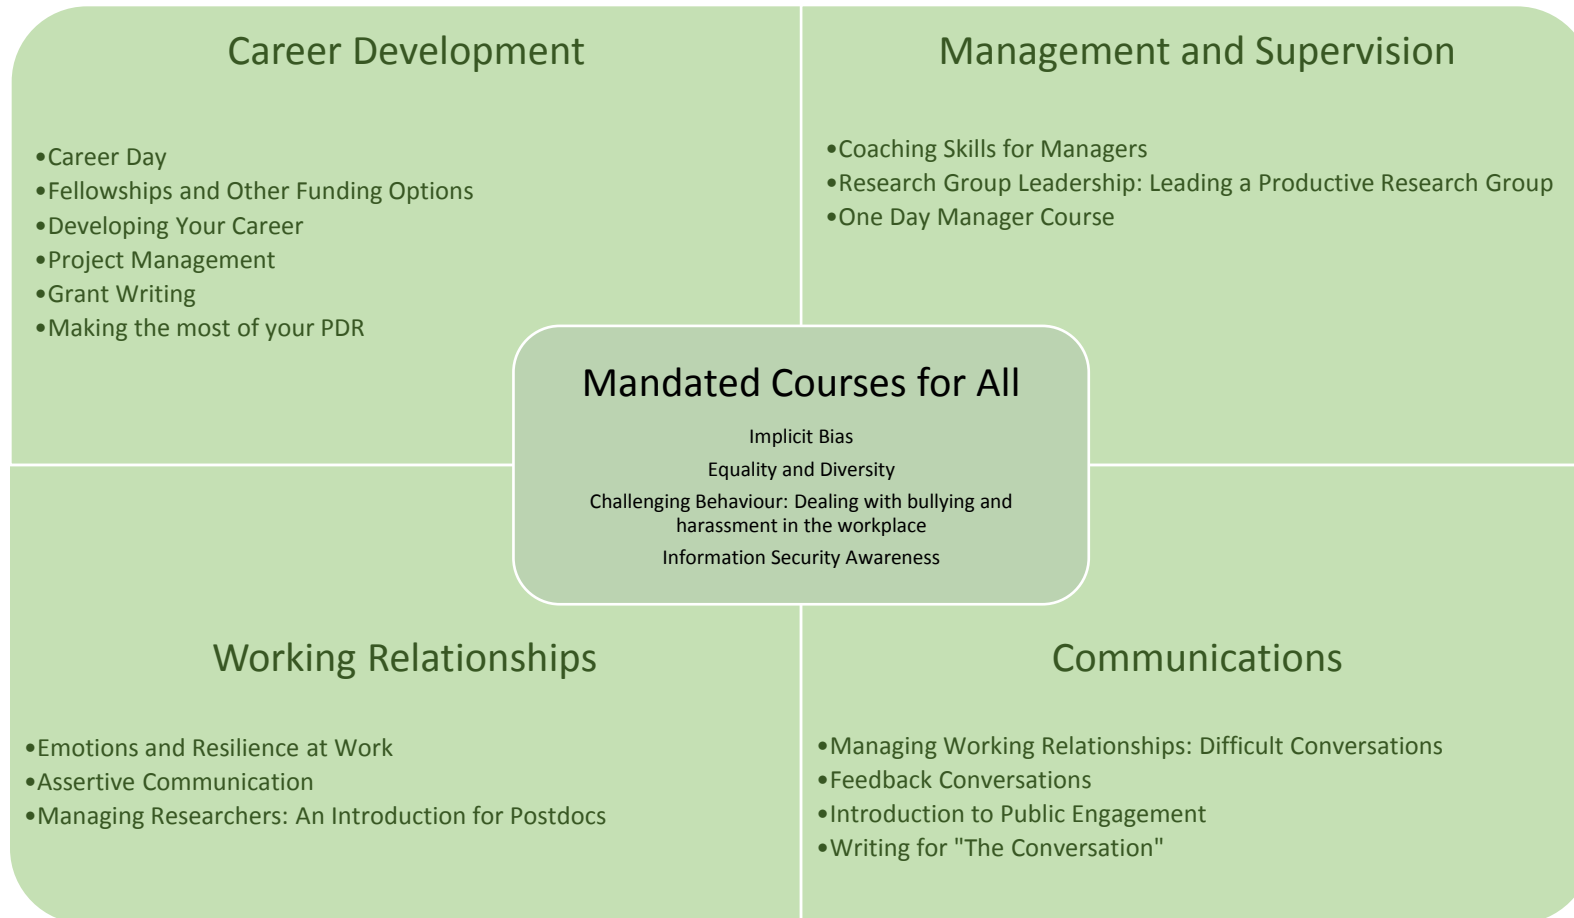 Career Development
•Career Day
•Fellowships and Other Funding Options
•Developing Your Career
•Project Management
•Grant Writing
•Making the most of your PDR
Management and Supervision
•Coaching Skills for Managers
•Research Group Leadership: Leading a Productive Research Group
•One Day Manager Course
Mandated Courses for All
Implicit Bias
Equality and Diversity
Challenging Behaviour: Dealing with bullying and
harassment in the workplace
Information Security Awareness
Working Relationships
•Emotions and Resilience at Work
•Assertive Communication
•Managing Researchers: An Introduction for Postdocs
Communications
•Managing Working Relationships: Difficult Conversations
•Feedback Conversations
•Introduction to Public Engagement
•Writing for "The Conversation"